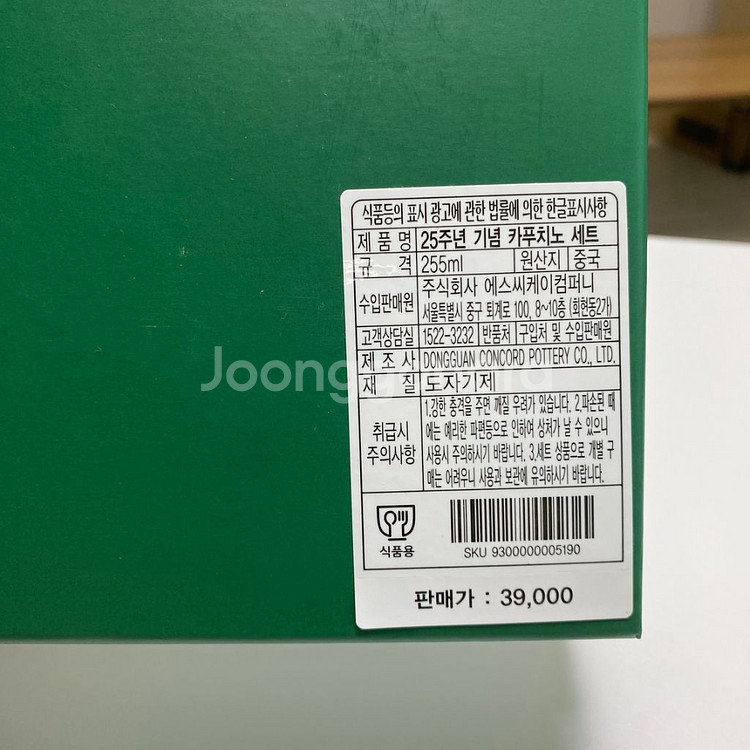 식품등의 표시 광고에 관한 법률에 의한 한글표시사항
제 품 명 25주년 기념 카푸치노 세트
규 격 255ml 원산지 중국
수입판매원 주식회사 에스씨케이컴퍼니
서울특별시 중구 퇴계로 100, 8~10층 (회현동2가)
고객상담실 1522-3232 반품처 구입처 및 수입판매원
제 조 사 DONGGUAN CONCORD POTTERY CO., LTD.
재 질 도자기제
취급시 주의사항 1.강한 충격을 주면 깨질 우려가 있습니다. 2.파손된 때
에는 예리한 파편등으로 인하여 상처가 날 수 있으니
사용시 주의하시기 바랍니다. 3.세트 상품으로 개별 구
매는 어려우니 사용과 보관에 유의하시기 바랍니다.
식품용
SKU 9300000005190
판매가 : 39,000